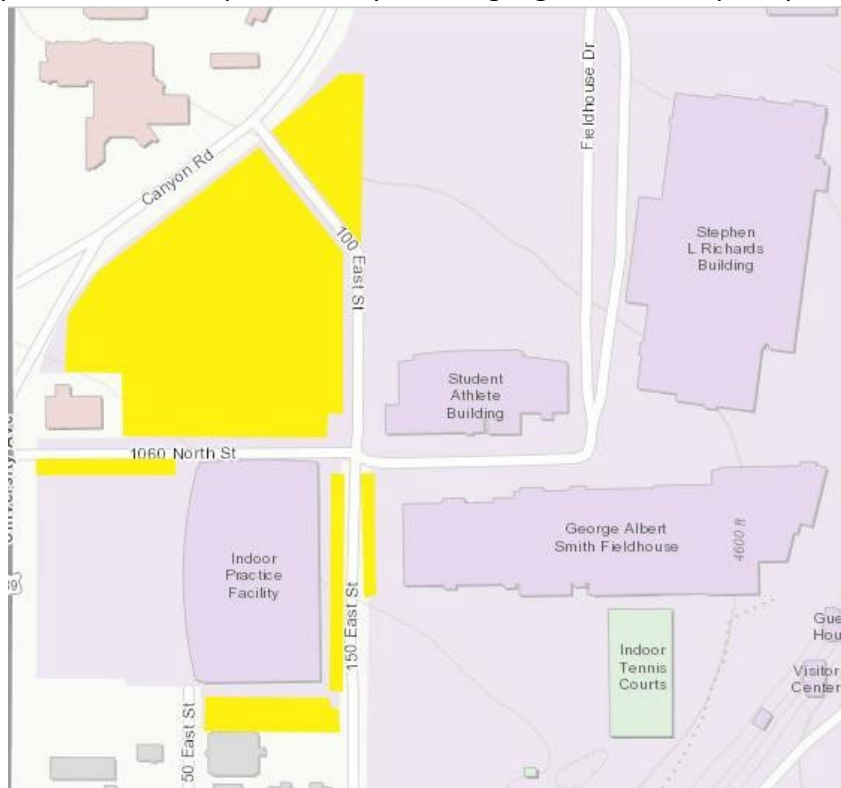 Canyon Rd
100 East St
Fieldhouse Dr
Stephen
L Richards
Building
Student
Athlete
Building
1060 North St
George Albert
Smith Fieldhouse
4600 ft
Indoor
Practice
Facility
150 East St
Indoor
Tennis
Courts
Visitor
Center
50 East St